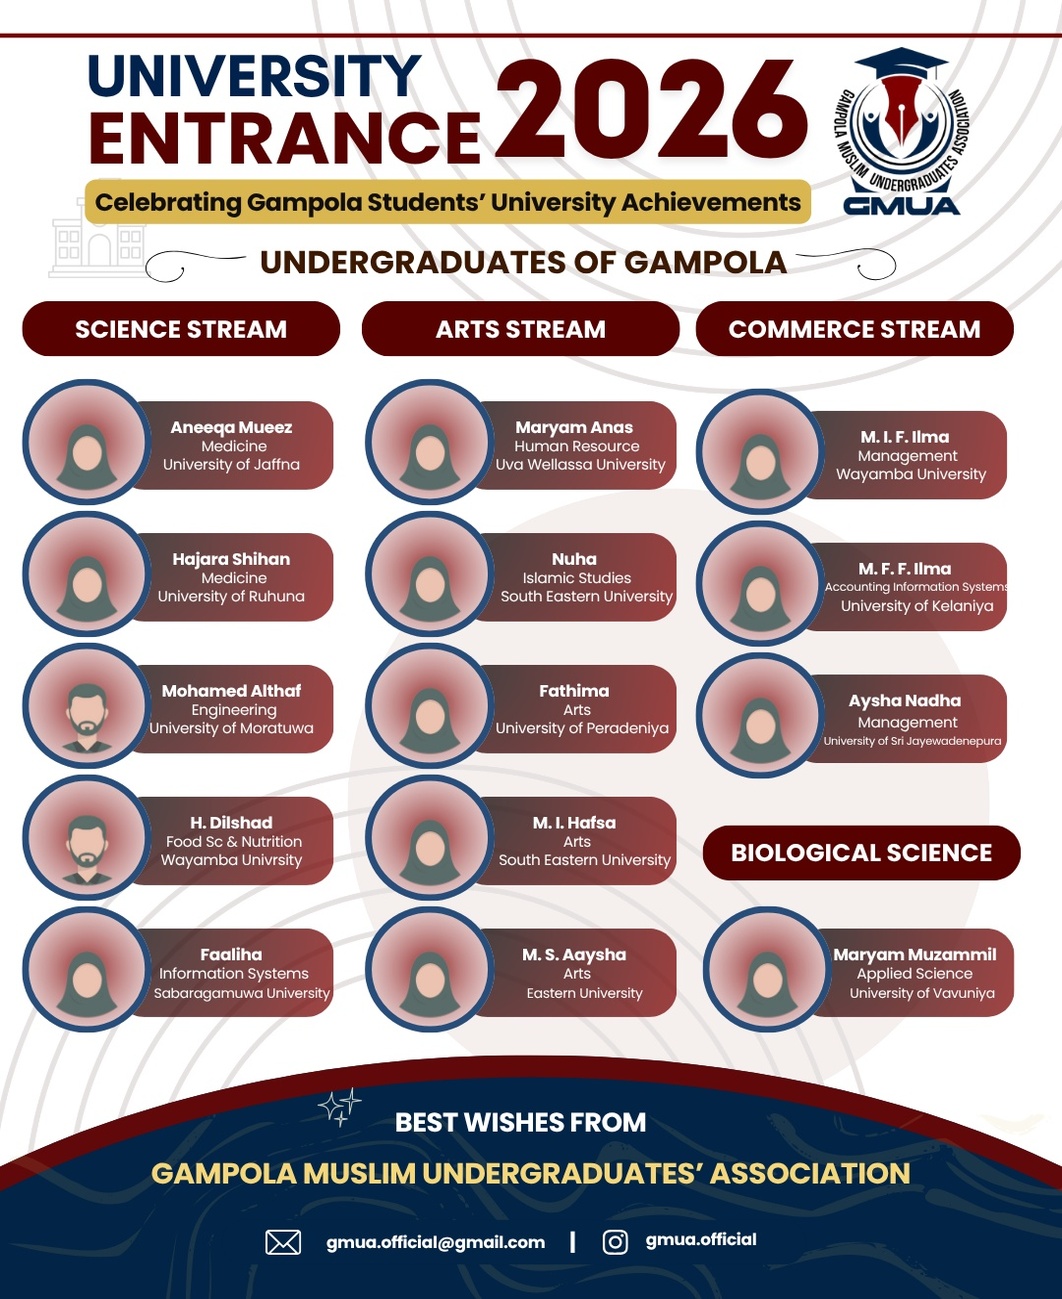 UNIVERSITY
ENTRANCE
2026
GAMPOLA MUSLIM UNDERGRADUATES ASSOCIATION
GMUA
Celebrating Gampola Students’ University Achievements
UNDERGRADUATES OF GAMPOLA
SCIENCE STREAM
Aneeqa Mueez
Medicine
University of Jaffna
Hajara Shihan
Medicine
University of Ruhuna
Mohamed Althaf
Engineering
University of Moratuwa
H. Dilshad
Food Sc & Nutrition
Wayamba Univrsity
Faaliha
Information Systems
Sabaragamuwa University
ARTS STREAM
Maryam Anas
Human Resource
Uva Wellassa University
Nuha
Islamic Studies
South Eastern University
Fathima
Arts
University of Peradeniya
M. I. Hafsa
Arts
South Eastern University
M. S. Aaysha
Arts
Eastern University
COMMERCE STREAM
M. I. F. Ilma
Management
Wayamba University
M. F. F. Ilma
Accounting Information Systems
University of Kelaniya
Aysha Nadha
Management
University of Sri Jayewadenepura
BIOLOGICAL SCIENCE
Maryam Muzammil
Applied Science
University of Vavuniya
BEST WISHES FROM
GAMPOLA MUSLIM UNDERGRADUATES’ ASSOCIATION
gmua.official@gmail.com | gmua.official